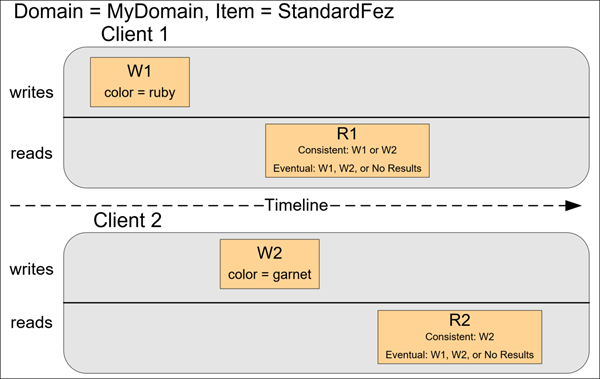 Domain = MyDomain, Item = StandardFez
Client 1
W1
color = ruby
writes
R1
Consistent: W1 or W2
Eventual: W1, W2, or No Results
reads
Timeline
Client 2
W2
color = garnet
writes
reads
R2
Consistent: W2
Eventual: W1, W2, or No Results